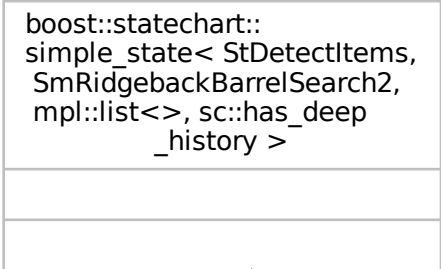 boost::statechart::
simple_state< StDetectItems,
SmRidgebackBarrelSearch2,
mpl::list<>, sc::has_deep
_history >